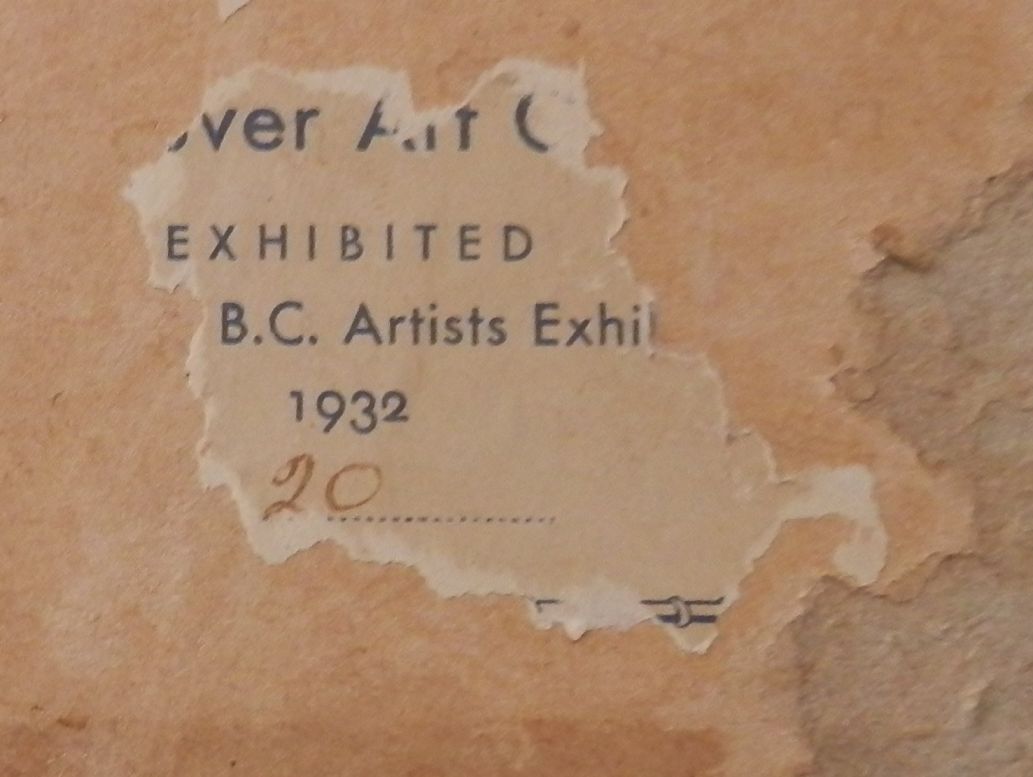 ver Art
EXHIBITED
B.C. Artists Exhi
1932
20